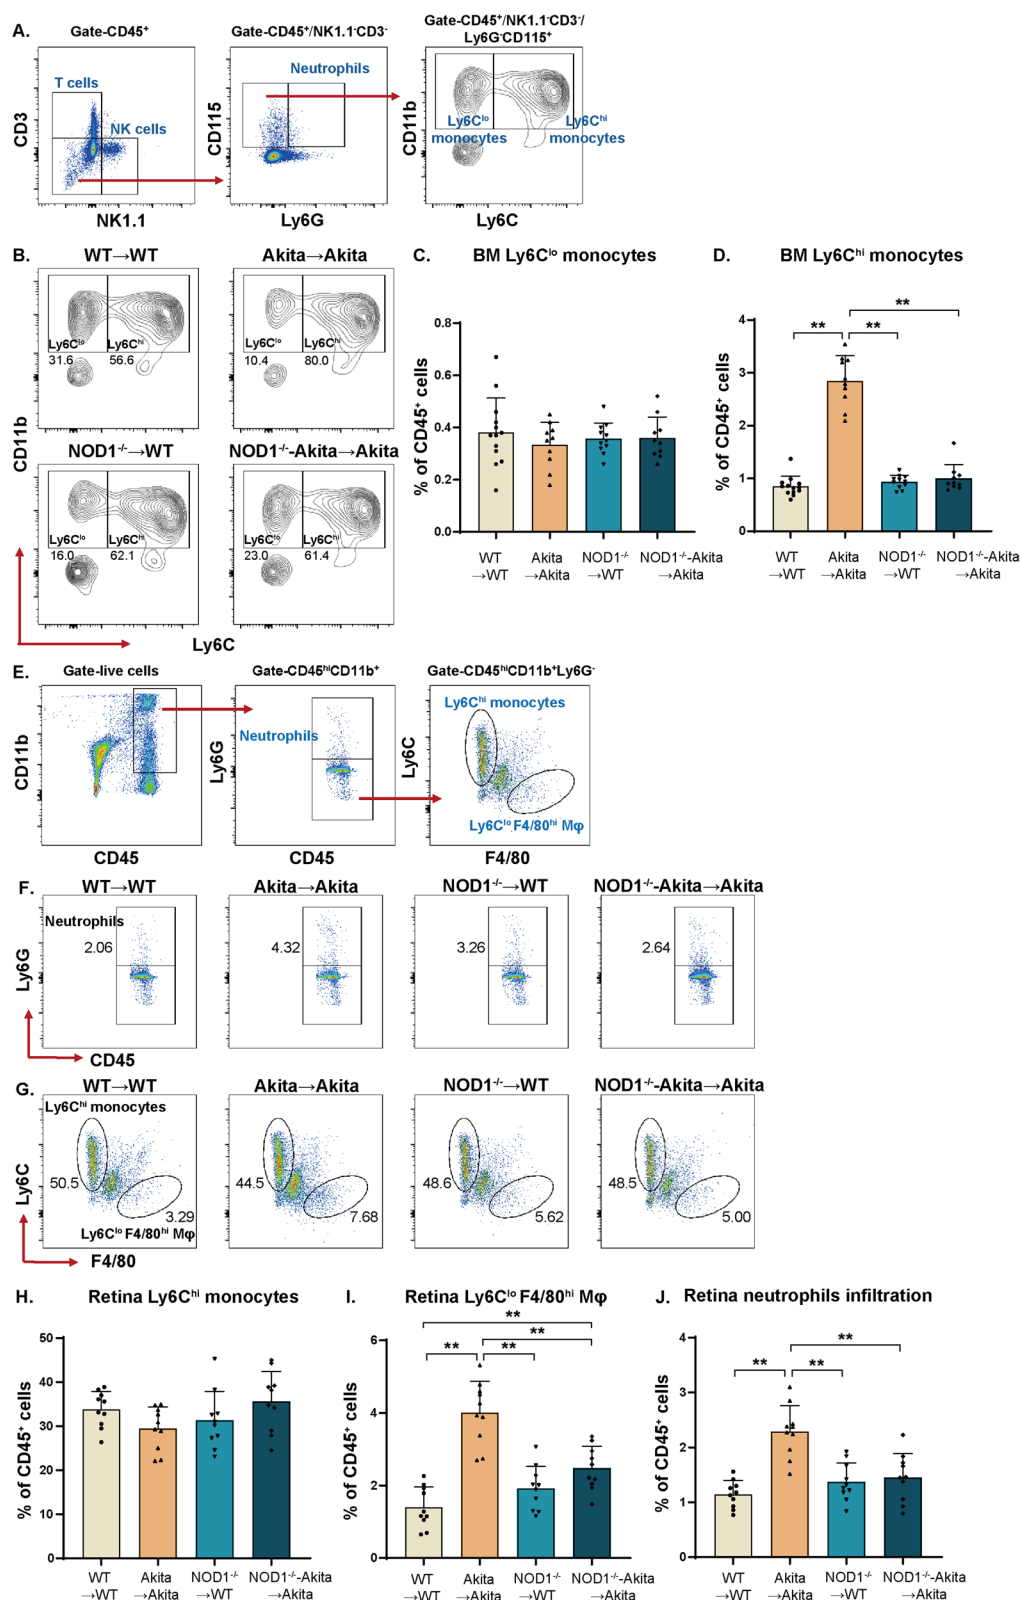 A.
Gate-CD45⁺
Gate-CD45⁺/NK1.1⁻CD3⁻
Gate-CD45⁺/NK1.1⁻CD3⁻/
Ly6G⁻CD115⁺
T cells
NK cells
CD3
NK1.1
Neutrophils
CD115
Ly6G
CD11b
Ly6Cˡᵒ
monocytes
Ly6Cʰⁱ
monocytes
Ly6C
B.
WT→WT
Akita→Akita
Ly6Cˡᵒ
31.6
Ly6Cʰⁱ
56.6
Ly6Cˡᵒ
10.4
Ly6Cʰⁱ
80.0
CD11b
NOD1⁻/⁻→WT
NOD1⁻/⁻-Akita→Akita
Ly6Cˡᵒ
16.0
Ly6Cʰⁱ
62.1
Ly6Cˡᵒ
23.0
Ly6Cʰⁱ
61.4
Ly6C
C.
BM Ly6Cˡᵒ monocytes
% of CD45⁺ cells
0.8
0.6
0.4
0.2
0.0
WT
→WT
Akita
→Akita
NOD1⁻/⁻
→WT
NOD1⁻/⁻-Akita
→Akita
D.
BM Ly6Cʰⁱ monocytes
% of CD45⁺ cells
4
3
2
1
0
**
**
**
WT
→WT
Akita
→Akita
NOD1⁻/⁻
→WT
NOD1⁻/⁻-Akita
→Akita
E.
Gate-live cells
Gate-CD45ʰⁱCD11b⁺
Gate-CD45ʰⁱCD11b⁺Ly6G⁻
CD11b
CD45
Ly6G
Neutrophils
CD45
Ly6C
Ly6Cʰⁱ monocytes
Ly6Cˡᵒ F4/80ʰⁱ Mφ
F4/80
F.
WT→WT
Akita→Akita
NOD1⁻/⁻→WT
NOD1⁻/⁻-Akita→Akita
Neutrophils
2.06
4.32
3.26
2.64
Ly6G
CD45
G.
WT→WT
Akita→Akita
NOD1⁻/⁻→WT
NOD1⁻/⁻-Akita→Akita
Ly6Cʰⁱ monocytes
50.5
3.29
Ly6Cˡᵒ F4/80ʰⁱ Mφ
44.5
7.68
48.6
5.62
48.5
5.00
Ly6C
F4/80
H.
Retina Ly6Cʰⁱ monocytes
% of CD45⁺ cells
50
40
30
20
10
0
WT
→WT
Akita
→Akita
NOD1⁻/⁻
→WT
NOD1⁻/⁻-Akita
→Akita
I.
Retina Ly6Cˡᵒ F4/80ʰⁱ Mφ
% of CD45⁺ cells
6
4
2
0
**
**
**
**
WT
→WT
Akita
→Akita
NOD1⁻/⁻
→WT
NOD1⁻/⁻-Akita
→Akita
J.
Retina neutrophils infiltration
% of CD45⁺ cells
4
3
2
1
0
**
**
**
WT
→WT
Akita
→Akita
NOD1⁻/⁻
→WT
NOD1⁻/⁻-Akita
→Akita